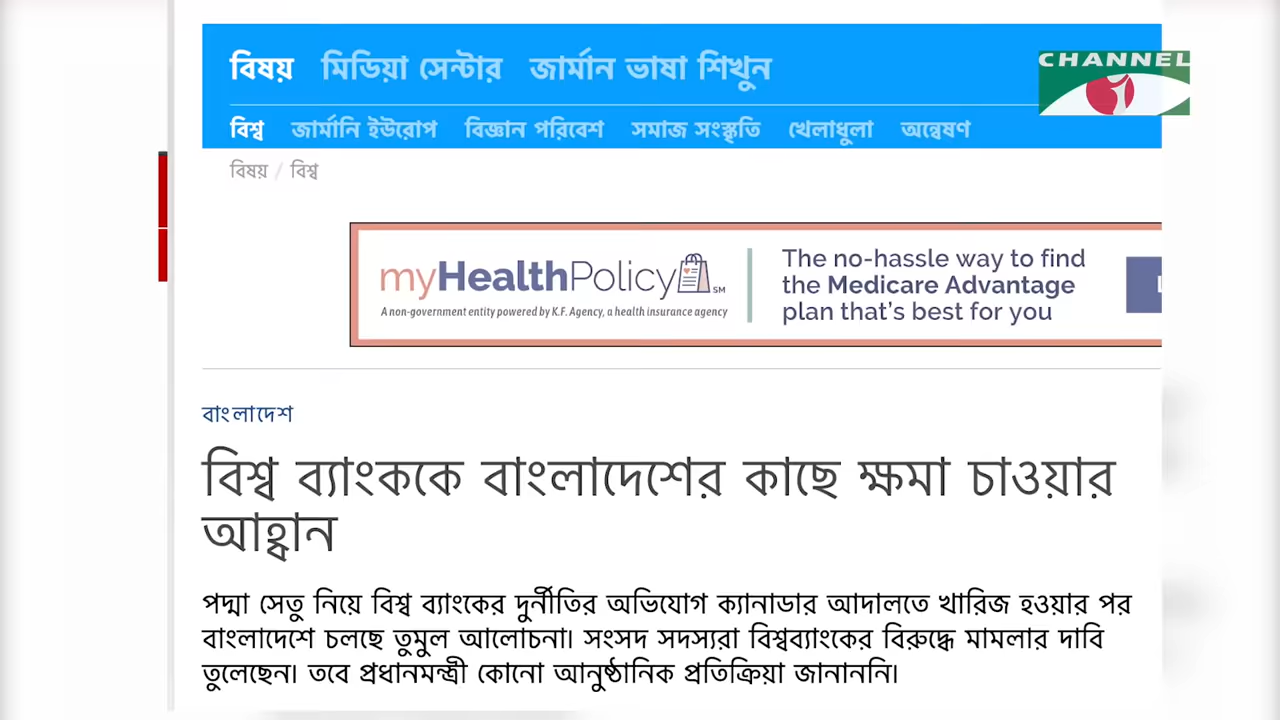 বিষয় মিডিয়া সেন্টার জার্মান ভাষা শিখুন
CHANNEL
বিশ্ব জার্মানি ইউরোপ বিজ্ঞান পরিবেশ সমাজ সংস্কৃতি খেলাধুলা অন্বেষণ
বিষয় / বিশ্ব
myHealthPolicy SM
A non-government entity powered by K.F. Agency, a health insurance agency
The no-hassle way to find
the Medicare Advantage
plan that's best for you
বাংলাদেশ
বিশ্ব ব্যাংককে বাংলাদেশের কাছে ক্ষমা চাওয়ার
আহ্বান
পদ্মা সেতু নিয়ে বিশ্ব ব্যাংকের দুর্নীতির অভিযোগ ক্যানাডার আদালতে খারিজ হওয়ার পর
বাংলাদেশে চলছে তুমুল আলোচনা৷ সংসদ সদস্যরা বিশ্বব্যাংকের বিরুদ্ধে মামলার দাবি
তুলেছেন৷ তবে প্রধানমন্ত্রী কোনো আনুষ্ঠানিক প্রতিক্রিয়া জানাননি৷